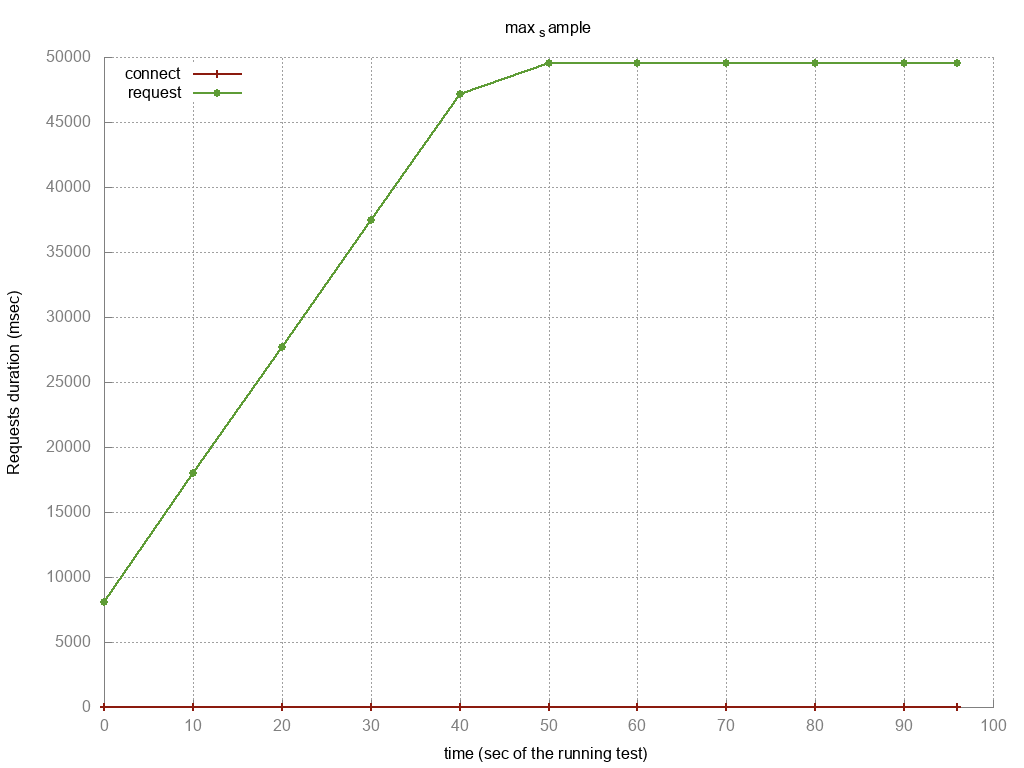 max s ample
50000
45000
40000
35000
30000
25000
20000
15000
10000
5000
0
connect
request
Requests duration (msec)
0 10 20 30 40 50 60 70 80 90 100
time (sec of the running test)